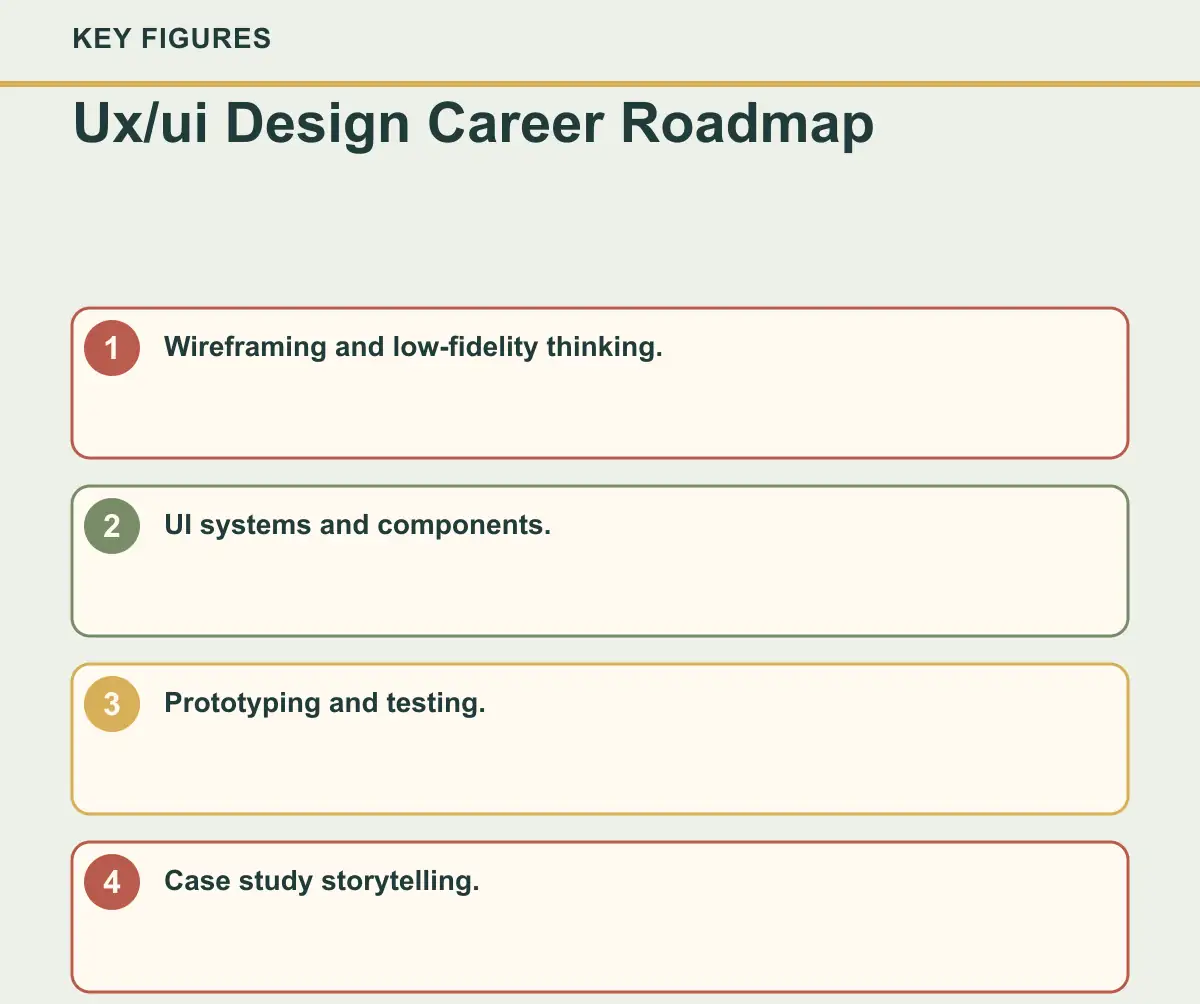 KEY FIGURES
Ux/ui Design Career Roadmap
1 Wireframing and low-fidelity thinking.
2 UI systems and components.
3 Prototyping and testing.
4 Case study storytelling.